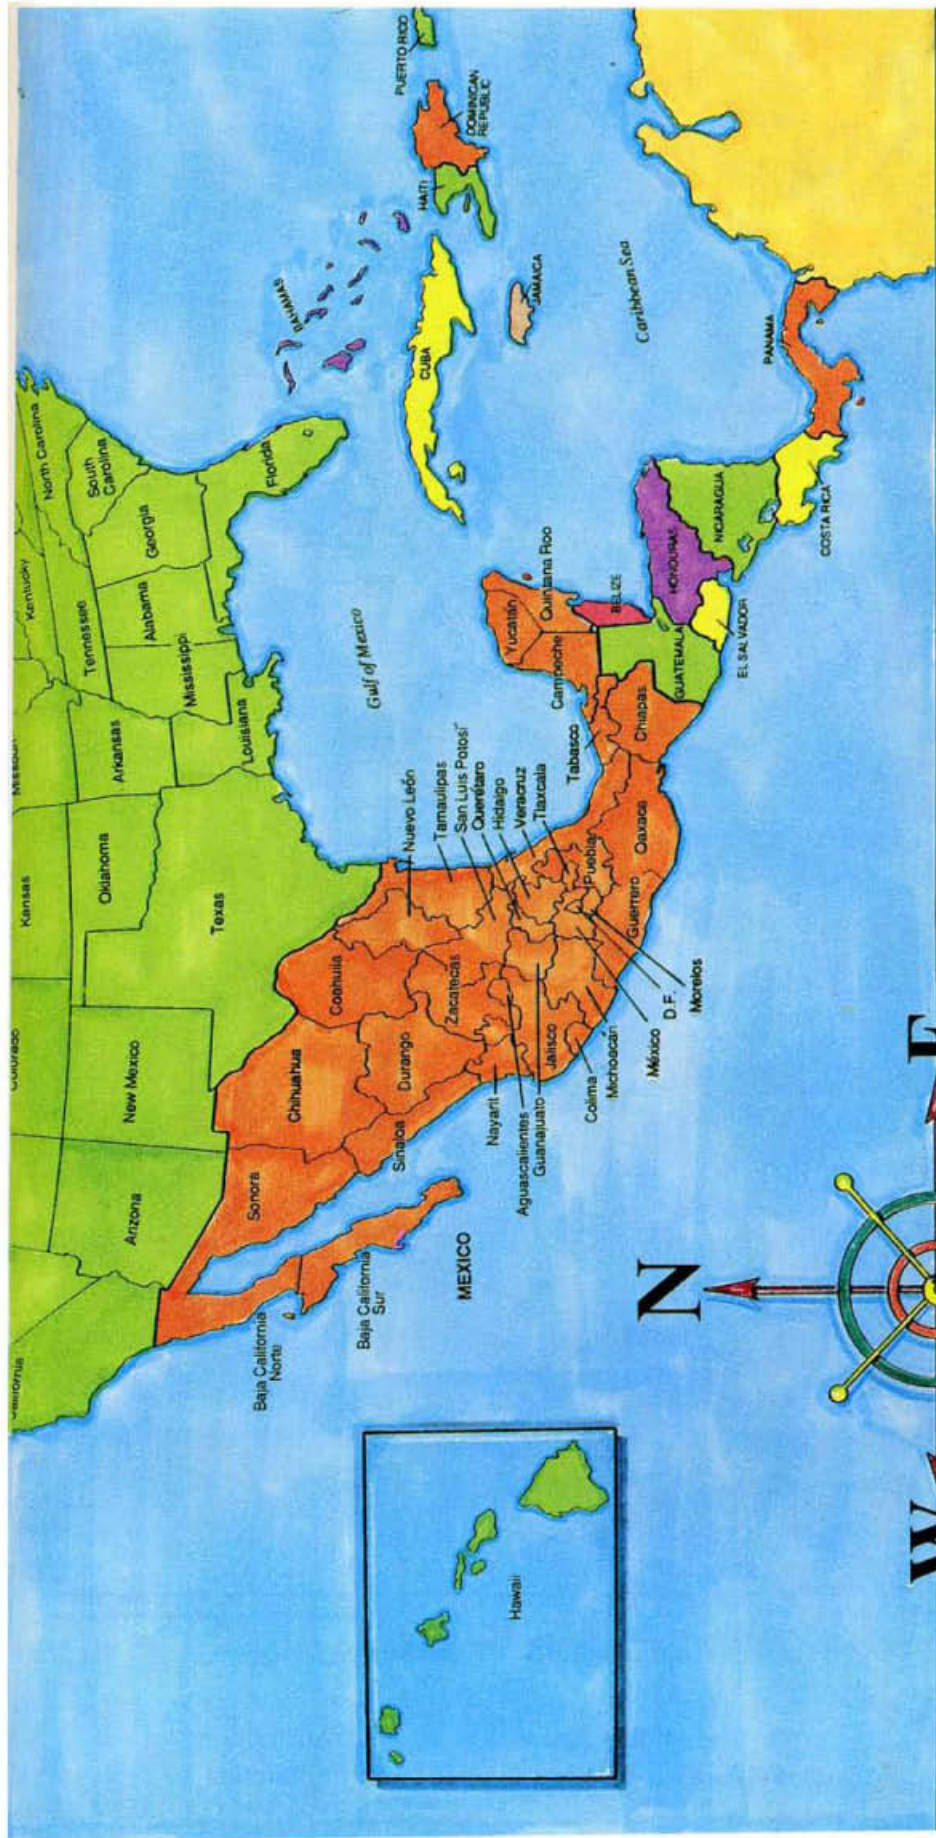 Kansas
Kentucky
North Carolina
New Mexico
Oklahoma
Arkansas
Tennessee
South
Carolina
Arizona
Texas
Mississippi
Alabama
Georgia
Louisiana
Florida
Baja California
Norte
Sonora
Chihuahua
Coahuila
Nuevo León
Gulf of Mexico
BAHAMAS
Baja California
Sur
Sinaloa
Durango
Zacatecas
Tamaulipas
San Luis Potosí
Querétaro
Hidalgo
Veracruz
Tlaxcala
MEXICO
Nayarit
Aguascalientes
Guanajuato
Jalisco
Colima
Michoacán
México
D.F.
Morelos
Puebla
Guerrero
Oaxaca
Tabasco
Chiapas
Campeche
Yucatán
Quintana Roo
CUBA
HAITI
PUERTO RICO
DOMINICAN
REPUBLIC
JAMAICA
BELIZE
GUATEMALA
HONDURAS
EL SALVADOR
NICARAGUA
COSTA RICA
PANAMA
Caribbean Sea
Hawaii
N
W
E